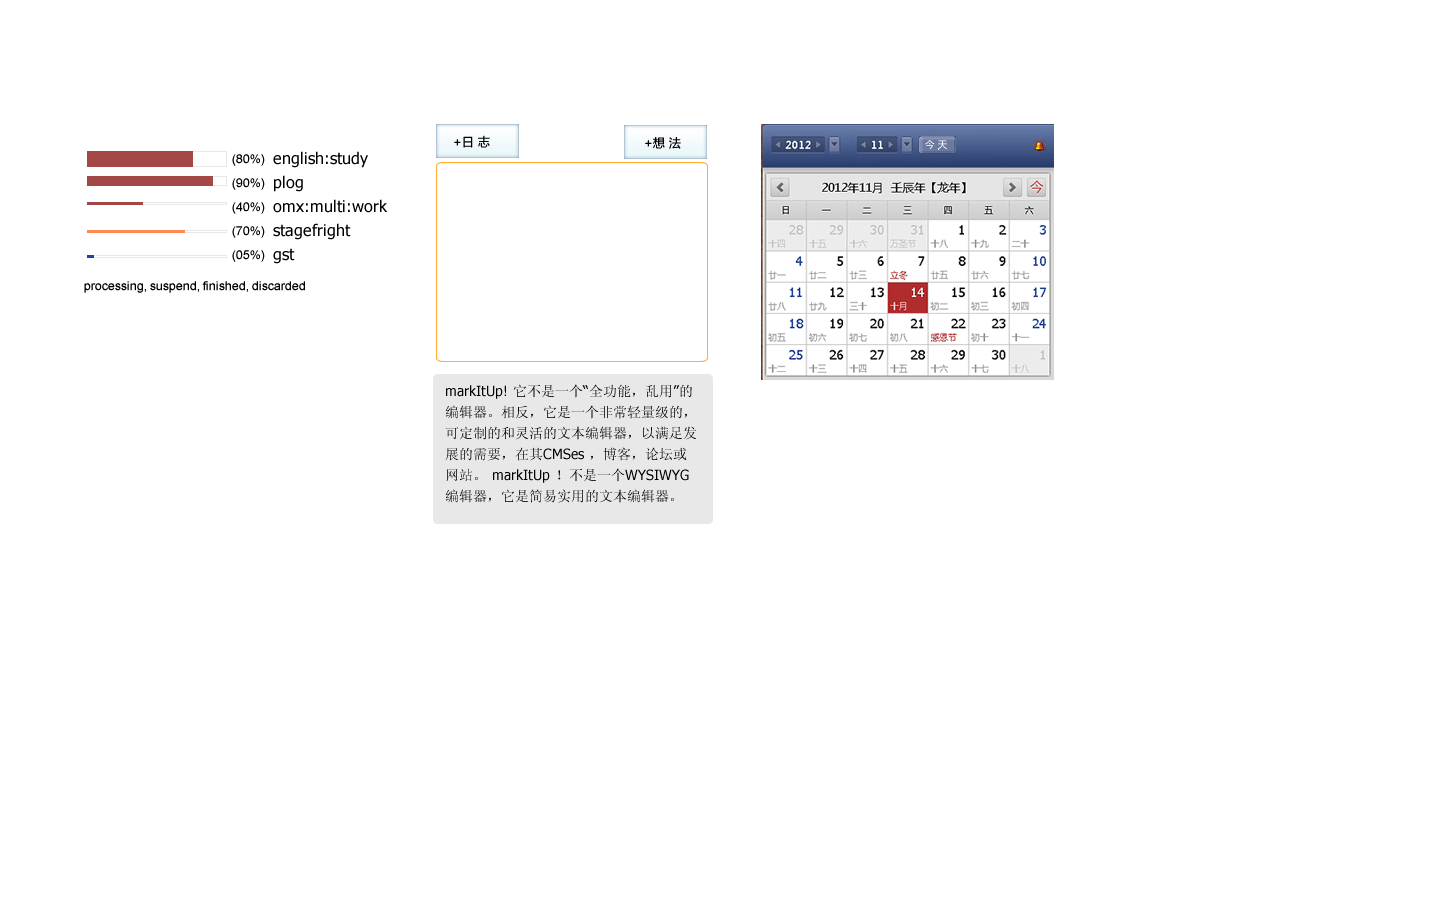 (80%) english:study
(90%) plog
(40%) omx:multi:work
(70%) stagefright
(05%) gst
processing, suspend, finished, discarded
+日志
+想法
markItUp! 它不是一个“全功能，乱用”的
编辑器。相反，它是一个非常轻量级的，
可定制的和灵活的文本编辑器，以满足发
展的需要，在其CMSes ，博客，论坛或
网站。 markItUp ！不是一个WYSIWYG
编辑器，它是简易实用的文本编辑器。
2012 11 今天
2012年11月 壬辰年【龙年】 今
日 一 二 三 四 五 六
28 29 30 31 1 2 3
十四 十五 十六 万圣节 十八 十九 二十
4 5 6 7 8 9 10
廿一 廿二 廿三 立冬 廿五 廿六 廿七
11 12 13 14 15 16 17
廿八 廿九 三十 十月 初二 初三 初四
18 19 20 21 22 23 24
初五 初六 初七 初八 感恩节 初十 十一
25 26 27 28 29 30 1
十二 十三 十四 十五 十六 十七 十八